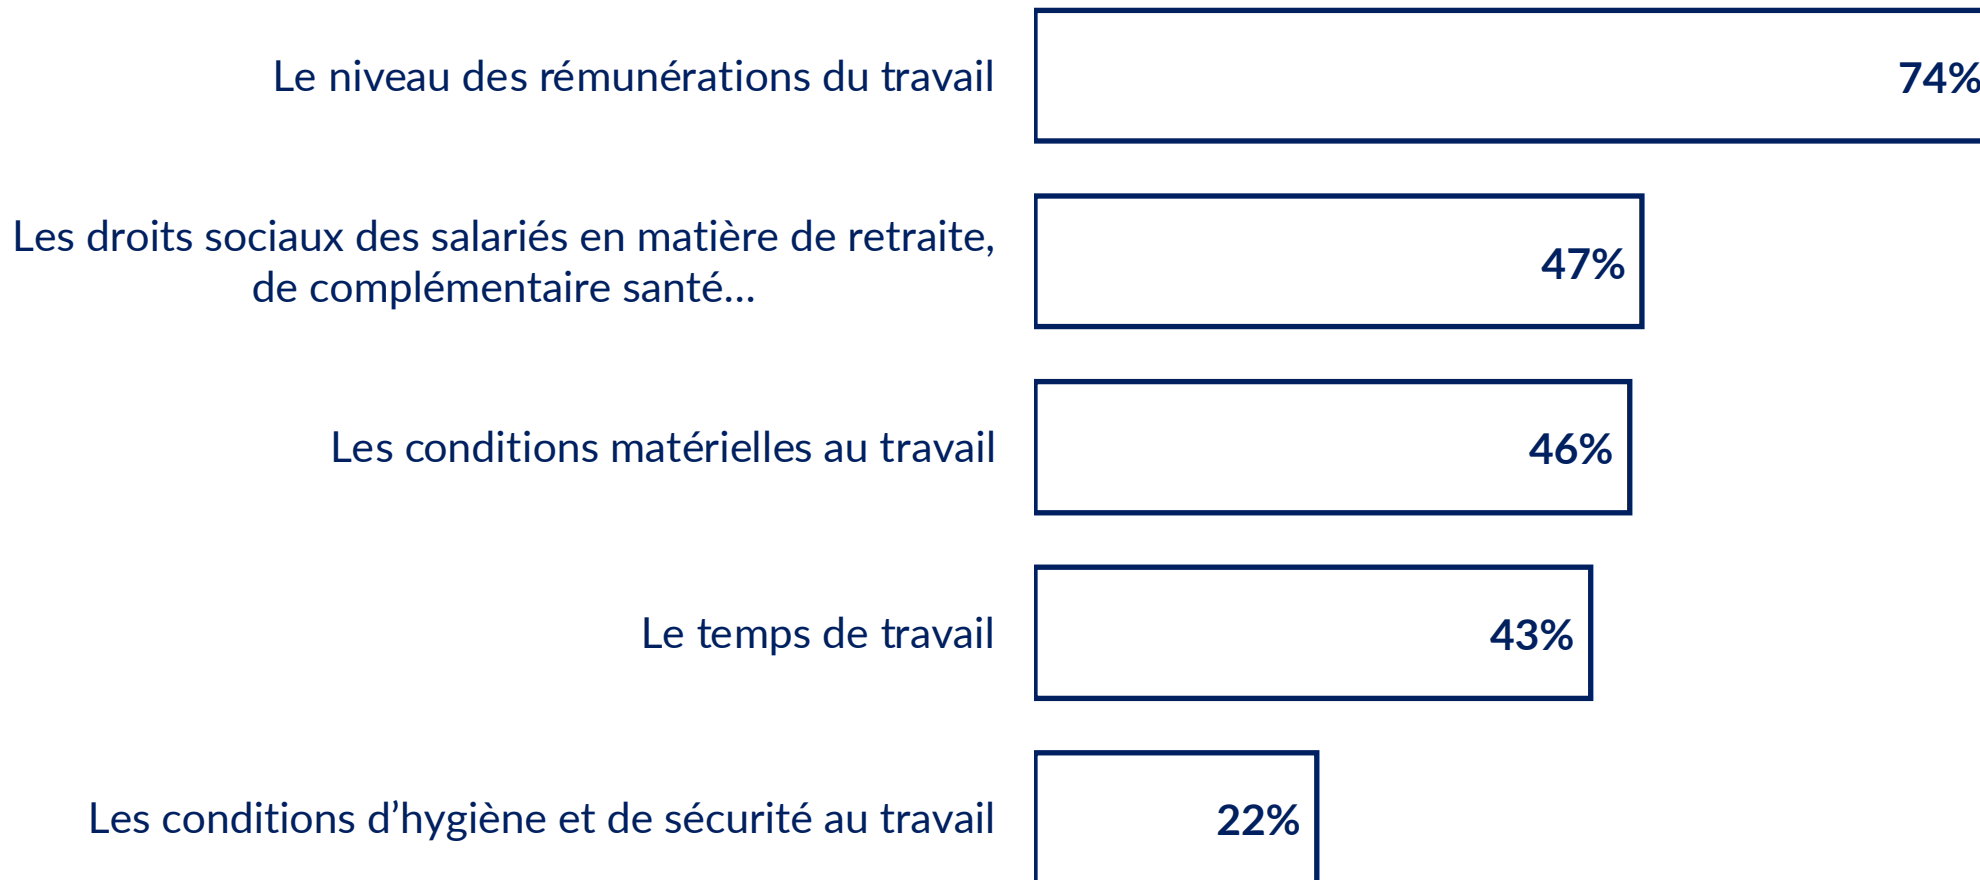 Le niveau des rémunérations du travail
74%
Les droits sociaux des salariés en matière de retraite,
de complémentaire santé…
47%
Les conditions matérielles au travail
46%
Le temps de travail
43%
Les conditions d’hygiène et de sécurité au travail
22%